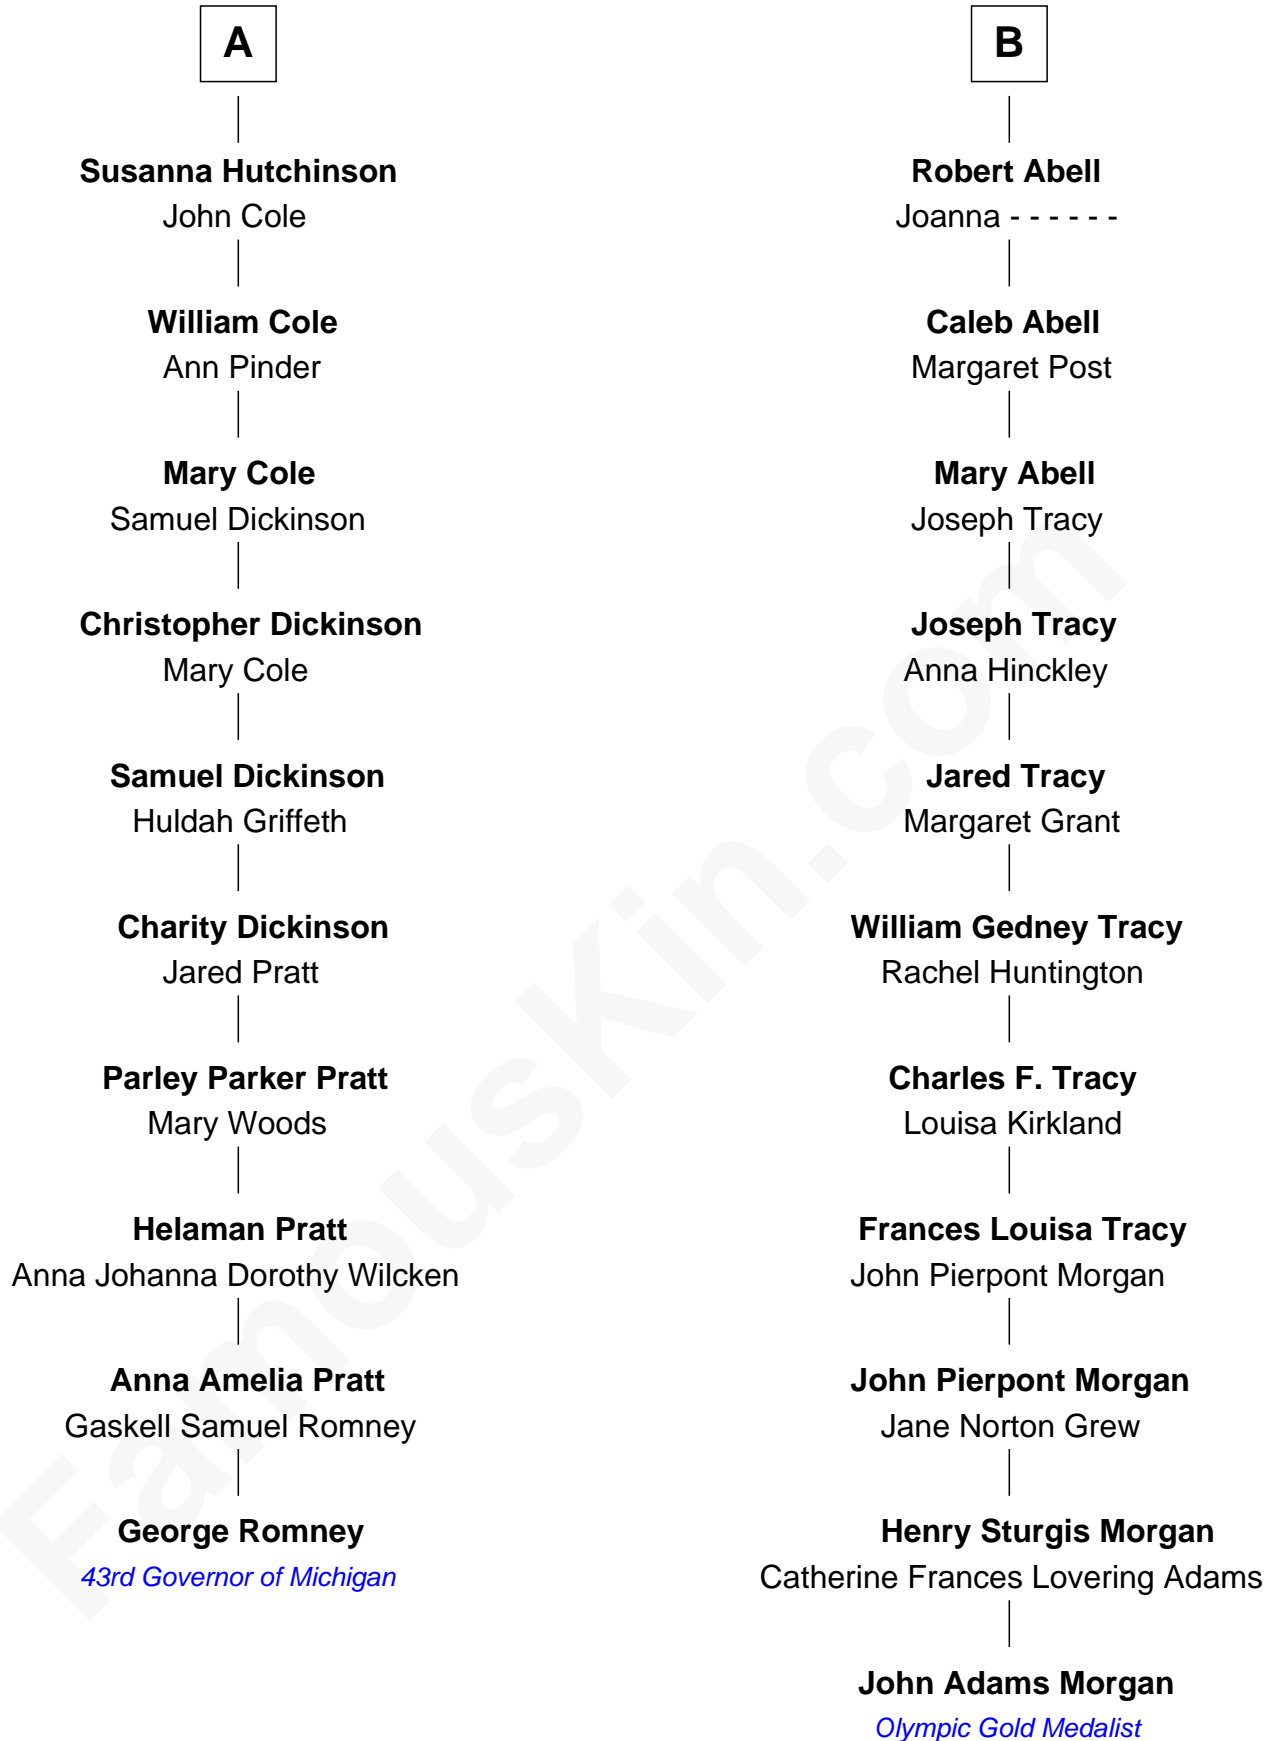 A
Susanna Hutchinson
John Cole
William Cole
Ann Pinder
Mary Cole
Samuel Dickinson
Christopher Dickinson
Mary Cole
Samuel Dickinson
Huldah Griffeth
Charity Dickinson
Jared Pratt
Parley Parker Pratt
Mary Woods
Helaman Pratt
Anna Johanna Dorothy Wilcken
Anna Amelia Pratt
Gaskell Samuel Romney
George Romney
43rd Governor of Michigan
B
Robert Abell
Joanna - - - - - -
Caleb Abell
Margaret Post
Mary Abell
Joseph Tracy
Joseph Tracy
Anna Hinckley
Jared Tracy
Margaret Grant
William Gedney Tracy
Rachel Huntington
Charles F. Tracy
Louisa Kirkland
Frances Louisa Tracy
John Pierpont Morgan
John Pierpont Morgan
Jane Norton Grew
Henry Sturgis Morgan
Catherine Frances Lovering Adams
John Adams Morgan
Olympic Gold Medalist
FamousKin.com